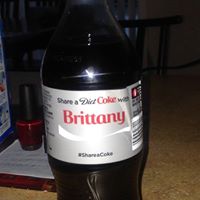 Share a Diet Coke with
Brittany
#ShareaCoke